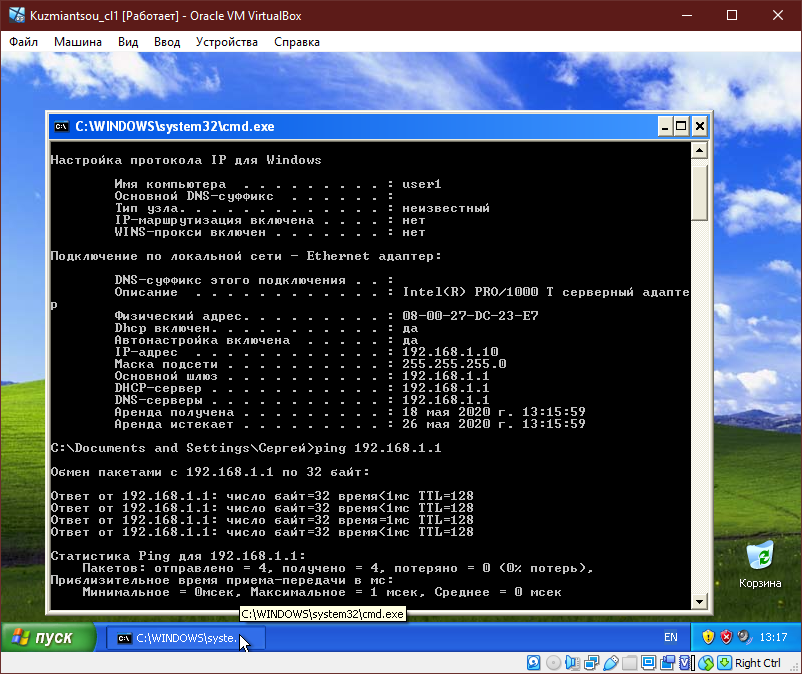 Kuzmiantsou_cl1 [Работает] - Oracle VM VirtualBox
Файл Машина Вид Ввод Устройства Справка
C:\WINDOWS\system32\cmd.exe
Настройка протокола IP для Windows
Имя компьютера . . . . . . . . . : user1
Основной DNS-суффикс . . . . . . :
Тип узла. . . . . . . . . . . . . : неизвестный
IP-маршрутизация включена . . . . : нет
WINS-прокси включен . . . . . . . : нет
Подключение по локальной сети - Ethernet адаптер:
DNS-суффикс этого подключения . . :
Описание . . . . . . . . . . . . : Intel(R) PRO/1000 T серверный адапте
р
Физический адрес. . . . . . . . . : 08-00-27-DC-23-E7
Dhcp включен. . . . . . . . . . . : да
Автонастройка включена . . . . . : да
IP-адрес . . . . . . . . . . . . : 192.168.1.10
Маска подсети . . . . . . . . . . : 255.255.255.0
Основной шлюз . . . . . . . . . . : 192.168.1.1
DHCP-сервер . . . . . . . . . . . : 192.168.1.1
DNS-серверы . . . . . . . . . . . : 192.168.1.1
Аренда получена . . . . . . . . . : 18 мая 2020 г. 13:15:59
Аренда истекает . . . . . . . . . : 26 мая 2020 г. 13:15:59
C:\Documents and Settings\Сергей>ping 192.168.1.1
Обмен пакетами с 192.168.1.1 по 32 байт:
Ответ от 192.168.1.1: число байт=32 время<1мс TTL=128
Ответ от 192.168.1.1: число байт=32 время<1мс TTL=128
Ответ от 192.168.1.1: число байт=32 время=1мс TTL=128
Ответ от 192.168.1.1: число байт=32 время<1мс TTL=128
Статистика Ping для 192.168.1.1:
Пакетов: отправлено = 4, получено = 4, потеряно = 0 (0% потерь),
Приблизительное время приема-передачи в мс:
Минимальное = 0мсек, Максимальное = 1 мсек, Среднее = 0 мсек
Корзина
C:\WINDOWS\system32\cmd.exe
пуск C:\WINDOWS\syste. EN 13:17
Right Ctrl